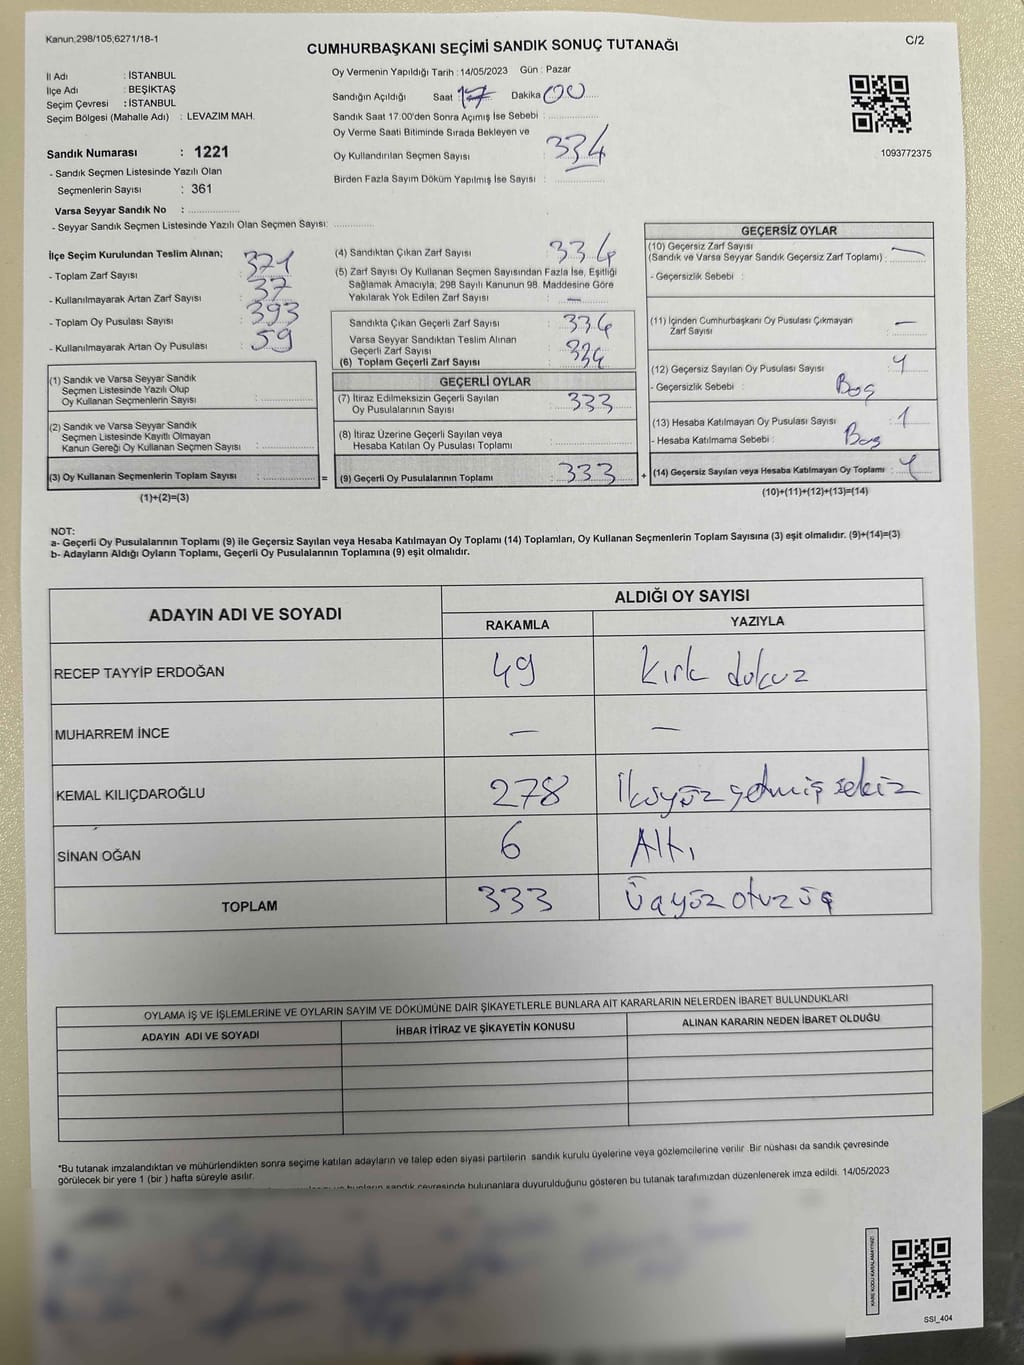 Kanun;298/105;6271/18-1
C/2
CUMHURBAŞKANI SEÇİMİ SANDIK SONUÇ TUTANAĞI
İl Adı : İSTANBUL
İlçe Adı : BEŞİKTAŞ
Seçim Çevresi : İSTANBUL
Seçim Bölgesi (Mahalle Adı) : LEVAZIM MAH.
Sandık Numarası : 1221
- Sandık Seçmen Listesinde Yazılı Olan
Seçmenlerin Sayısı : 361
Varsa Seyyar Sandık No :
- Seyyar Sandık Seçmen Listesinde Yazılı Olan Seçmen Sayısı:
Oy Vermenin Yapıldığı Tarih : 14/05/2023 Gün : Pazar
Sandığın Açıldığı Saat 17 Dakika 00
Sandık Saat 17.00'den Sonra Açımış İse Sebebi :
Oy Verme Saati Bitiminde Sırada Bekleyen ve
Oy Kullandırılan Seçmen Sayısı : 334
Birden Fazla Sayım Döküm Yapılmış İse Sayısı :
1093772375
İlçe Seçim Kurulundan Teslim Alınan;
- Toplam Zarf Sayısı : 371
- Kullanılmayarak Artan Zarf Sayısı : 37
- Toplam Oy Pusulası Sayısı : 393
- Kullanılmayarak Artan Oy Pusulası : 59
(1) Sandık ve Varsa Seyyar Sandık
Seçmen Listesinde Yazılı Olup
Oy Kullanan Seçmenlerin Sayısı :
(2) Sandık ve Varsa Seyyar Sandık
Seçmen Listesinde Kayıtlı Olmayan
Kanun Gereği Oy Kullanan Seçmen Sayısı :
(3) Oy Kullanan Seçmenlerin Toplam Sayısı :
(1)+(2)=(3)
=
(4) Sandıktan Çıkan Zarf Sayısı : 334
(5) Zarf Sayısı Oy Kullanan Seçmen Sayısından Fazla İse, Eşitliği
Sağlamak Amacıyla, 298 Sayılı Kanunun 98. Maddesine Göre
Yakılarak Yok Edilen Zarf Sayısı : —
Sandıkta Çıkan Geçerli Zarf Sayısı : 334
Varsa Seyyar Sandıktan Teslim Alınan
Geçerli Zarf Sayısı
(6) Toplam Geçerli Zarf Sayısı : 334
GEÇERLİ OYLAR
(7) İtiraz Edilmeksizin Geçerli Sayılan
Oy Pusulalarının Sayısı : 333
(8) İtiraz Üzerine Geçerli Sayılan veya
Hesaba Katılan Oy Pusulası Toplamı :
(9) Geçerli Oy Pusulalarının Toplamı : 333
+
GEÇERSİZ OYLAR
(10) Geçersiz Zarf Sayısı
(Sandık ve Varsa Seyyar Sandık Geçersiz Zarf Toplamı) : —
- Geçersizlik Sebebi :
(11) İçinden Cumhurbaşkanı Oy Pusulası Çıkmayan
Zarf Sayısı : —
(12) Geçersiz Sayılan Oy Pusulası Sayısı : 1
- Geçersizlik Sebebi : Boş
(13) Hesaba Katılmayan Oy Pusulası Sayısı : 1
- Hesaba Katılmama Sebebi : Boş
(14) Geçersiz Sayılan veya Hesaba Katılmayan Oy Toplamı : 1
(10)+(11)+(12)+(13)=(14)
NOT:
a- Geçerli Oy Pusulalarının Toplamı (9) ile Geçersiz Sayılan veya Hesaba Katılmayan Oy Toplamı (14) Toplamları, Oy Kullanan Seçmenlerin Toplam Sayısına (3) eşit olmalıdır. (9)+(14)=(3)
b- Adayların Aldığı Oyların Toplamı, Geçerli Oy Pusulalarının Toplamına (9) eşit olmalıdır.
ADAYIN ADI VE SOYADI
ALDIĞI OY SAYISI
RAKAMLA YAZIYLA
RECEP TAYYİP ERDOĞAN 49 Kırk dokuz
MUHARREM İNCE — —
KEMAL KILIÇDAROĞLU 278 İkiyüz yetmiş sekiz
SİNAN OĞAN 6 Altı
TOPLAM 333 Üçyüz otuz üç
OYLAMA İŞ VE İŞLEMLERİNE VE OYLARIN SAYIM VE DÖKÜMÜNE DAİR ŞİKAYETLERLE BUNLARA AİT KARARLARIN NELERDEN İBARET BULUNDUKLARI
ADAYIN ADI VE SOYADI İHBAR İTİRAZ VE ŞİKAYETİN KONUSU ALINAN KARARIN NEDEN İBARET OLDUĞU
*Bu tutanak imzalandıktan ve mühürlendikten sonra seçime katılan adayların ve talep eden siyasi partilerin sandık kurulu üyelerine veya gözlemcilerine verilir Bir nüshası da sandık çevresinde
görülecek bir yere 1 (bir ) hafta süreyle asılır.
bunların sandık çevresinde bulunanlara duyurulduğunu gösteren bu tutanak tarafımızdan düzenlenerek imza edildi. 14/05/2023
KARE KODU KARALAMAYINIZ!
SSI_404